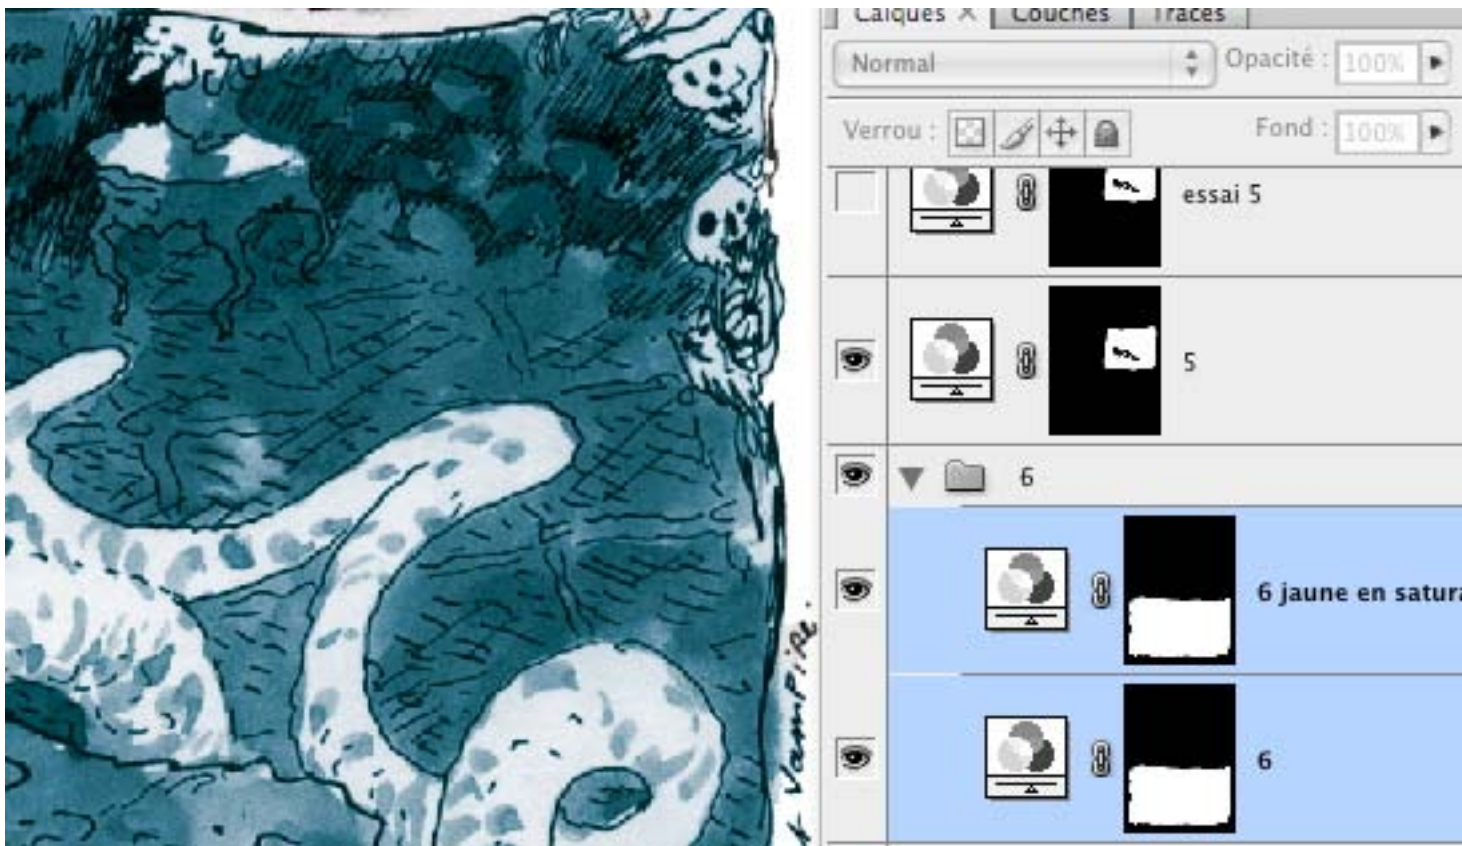 Calques × Couches Tracés
Normal Opacité : 100%
Verrou : Fond : 100%
essai 5
5
6
6 jaune en satura
6
Vampire.